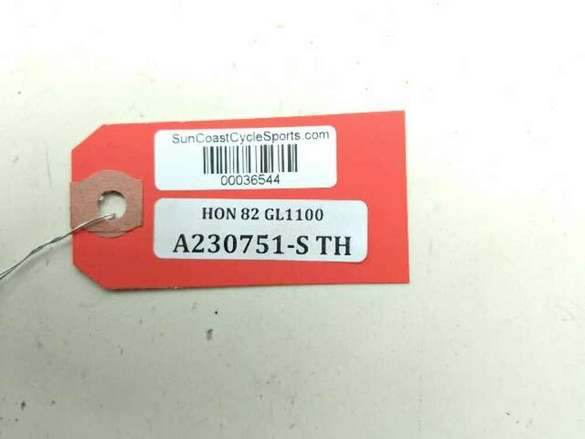 SunCoastCycleSports.com
00036544
HON 82 GL1100
A230751-S TH